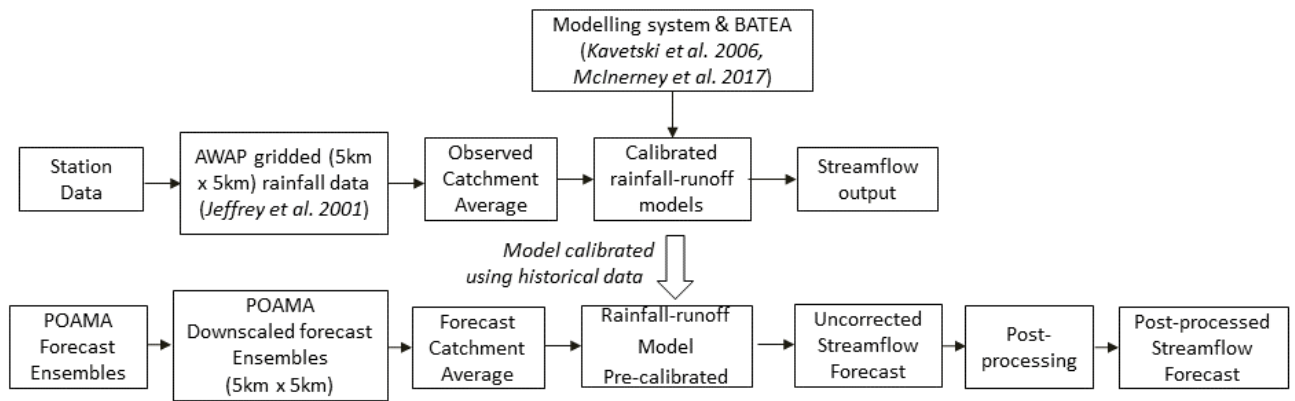 Modelling system & BATEA
(Kavetski et al. 2006,
McInerney et al. 2017)
Station
Data
AWAP gridded (5km
x 5km) rainfall data
(Jeffrey et al. 2001)
Observed
Catchment
Average
Calibrated
rainfall-runoff
models
Streamflow
output
Model calibrated
using historical data
POAMA
Forecast
Ensembles
POAMA
Downscaled forecast
Ensembles
(5km x 5km)
Forecast
Catchment
Average
Rainfall-runoff
Model
Pre-calibrated
Uncorrected
Streamflow
Forecast
Post-
processing
Post-processed
Streamflow
Forecast